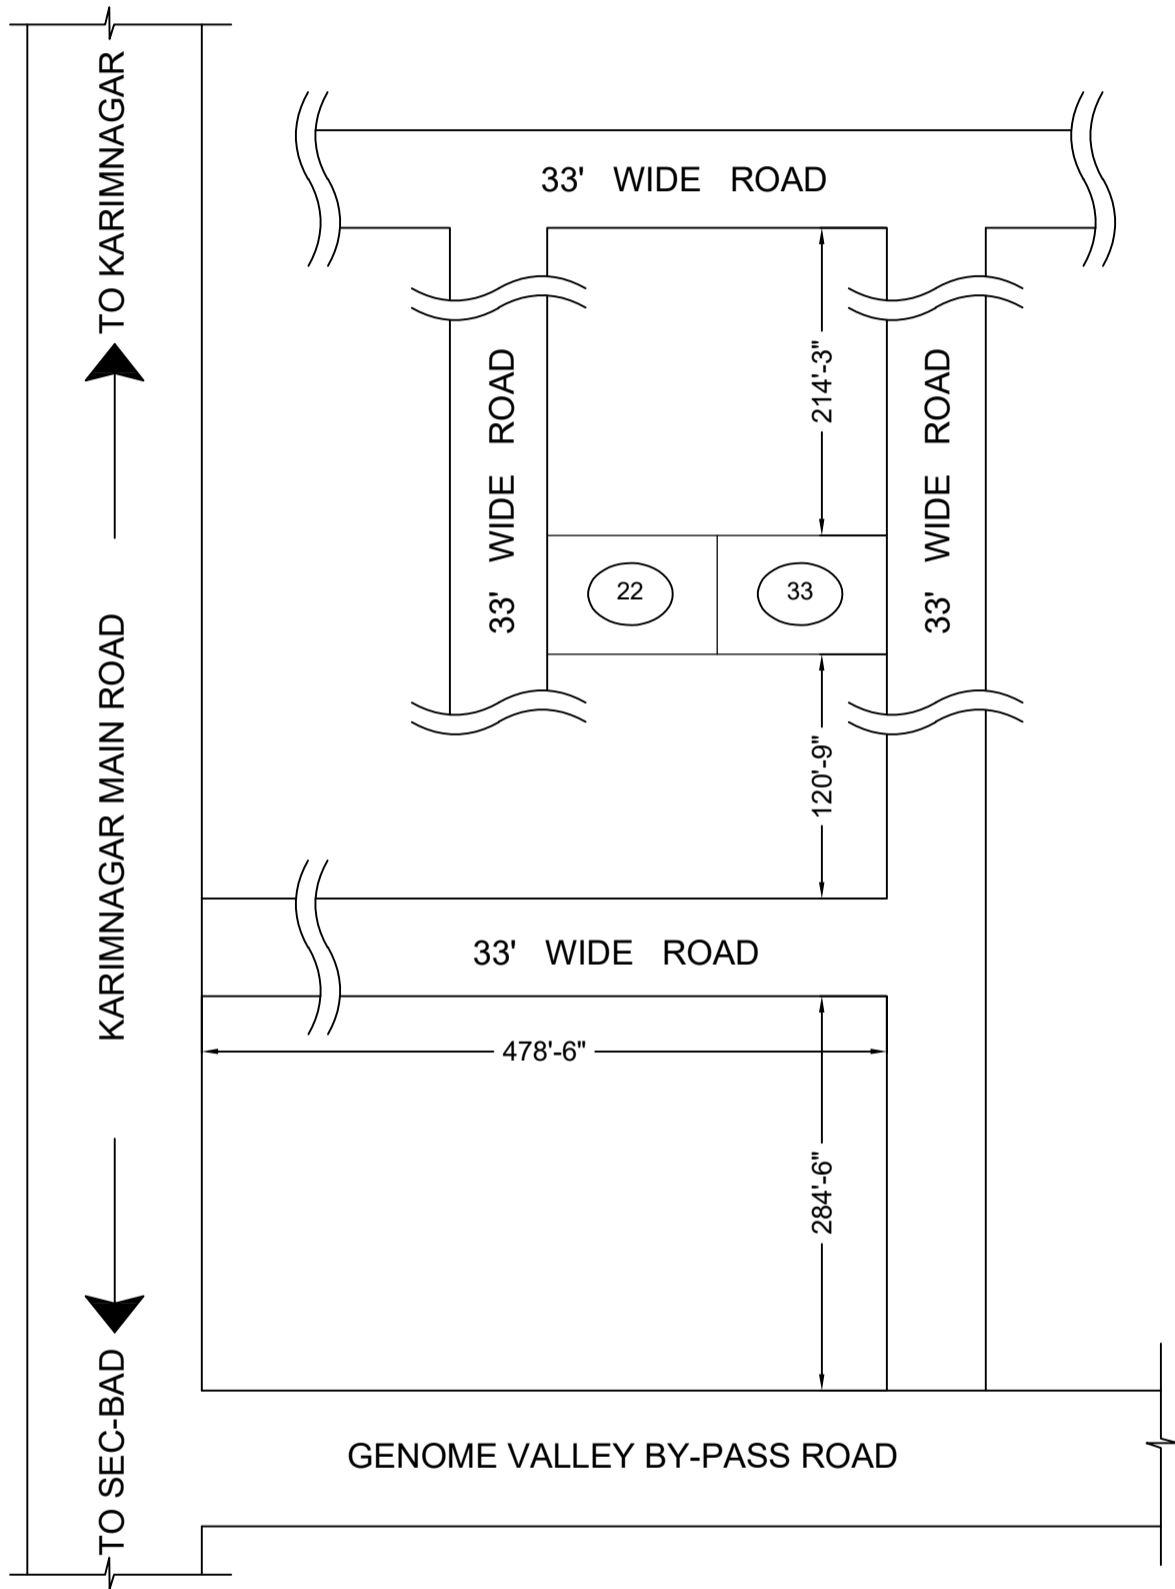 TO KARIMNAGAR
33' WIDE ROAD
33' WIDE ROAD
214'-3"
33' WIDE ROAD
22
33
KARIMNAGAR MAIN ROAD
120'-9"
33' WIDE ROAD
478'-6"
284'-6"
TO SEC-BAD
GENOME VALLEY BY-PASS ROAD